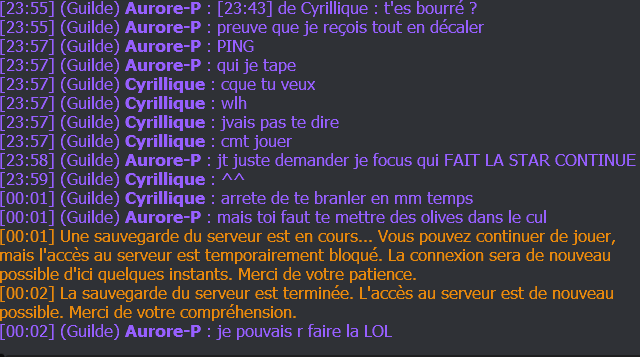 [23:55] (Guilde) Aurore-P : [23:43] de Cyrillique : t'es bourré ?
[23:55] (Guilde) Aurore-P : preuve que je reçois tout en décaler
[23:57] (Guilde) Aurore-P : PING
[23:57] (Guilde) Aurore-P : qui je tape
[23:57] (Guilde) Cyrillique : cque tu veux
[23:57] (Guilde) Cyrillique : wlh
[23:57] (Guilde) Cyrillique : jvais pas te dire
[23:57] (Guilde) Cyrillique : cmt jouer
[23:58] (Guilde) Aurore-P : jt juste demander je focus qui FAIT LA STAR CONTINUE
[23:59] (Guilde) Cyrillique : ^^
[00:01] (Guilde) Cyrillique : arrete de te branler en mm temps
[00:01] (Guilde) Aurore-P : mais toi faut te mettre des olives dans le cul
[00:01] Une sauvegarde du serveur est en cours... Vous pouvez continuer de jouer,
mais l'accès au serveur est temporairement bloqué. La connexion sera de nouveau
possible d'ici quelques instants. Merci de votre patience.
[00:02] La sauvegarde du serveur est terminée. L'accès au serveur est de nouveau
possible. Merci de votre compréhension.
[00:02] (Guilde) Aurore-P : je pouvais r faire la LOL